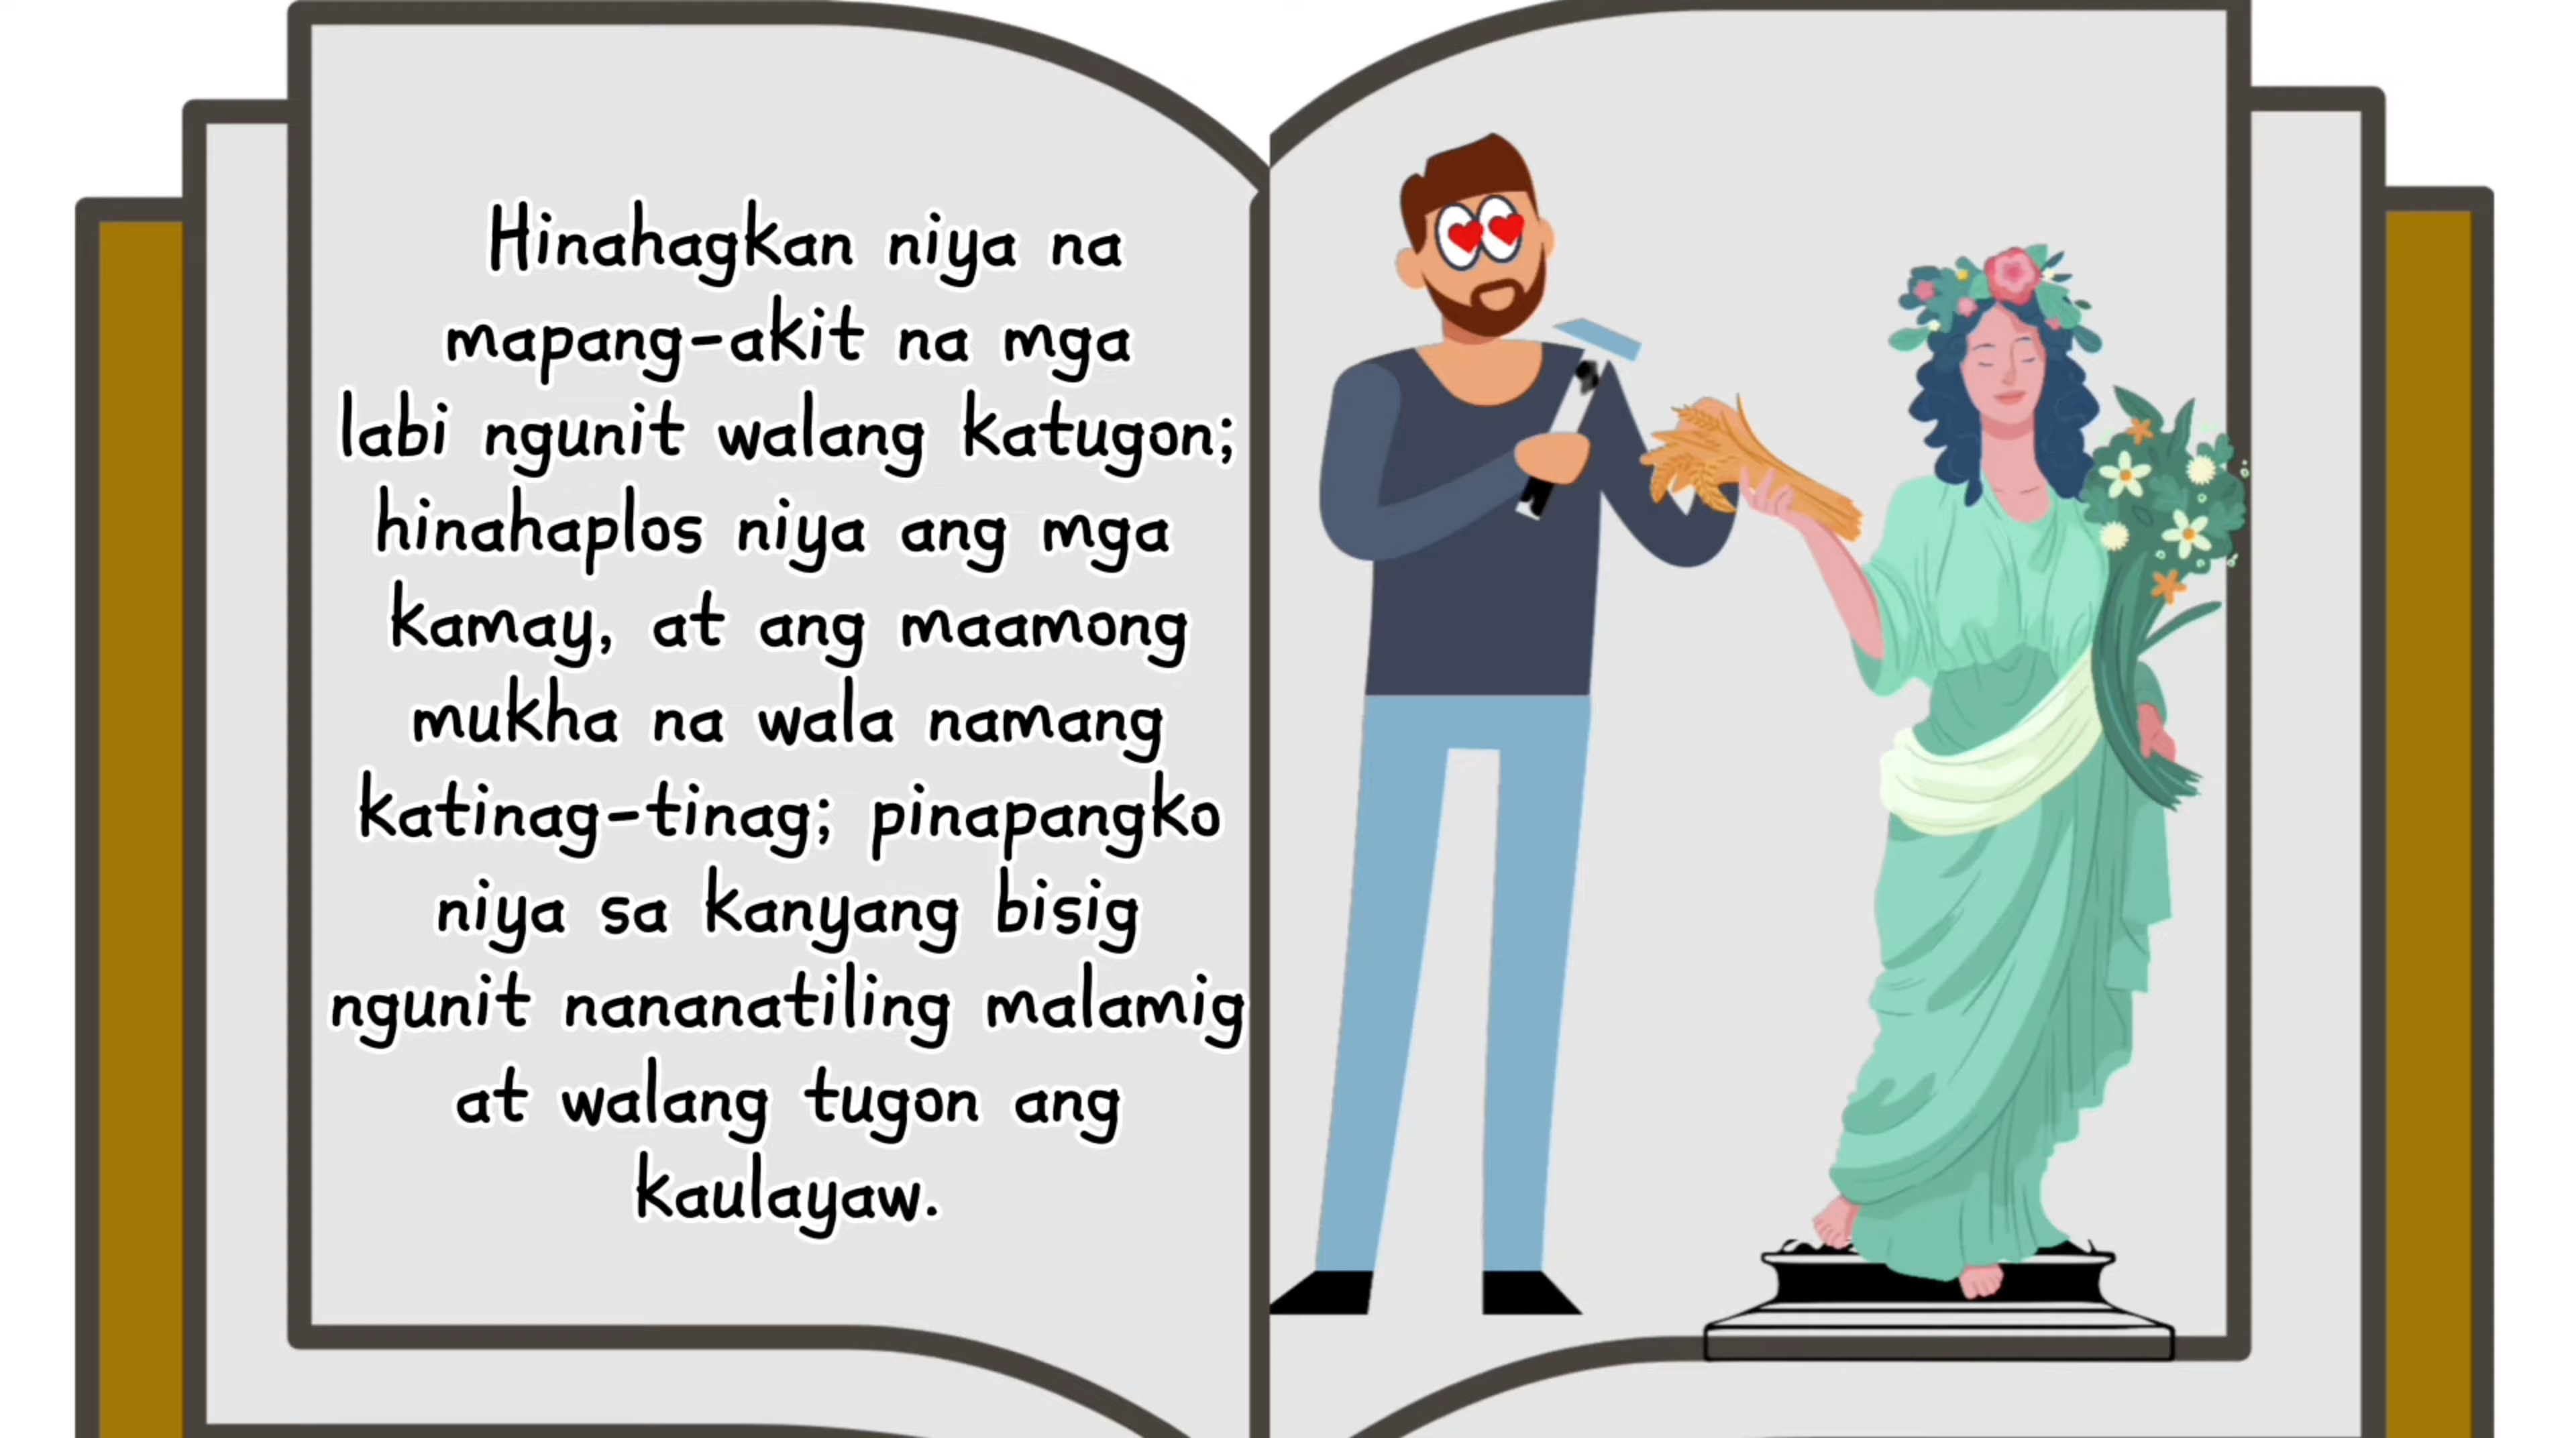 Hinahagkan niya na
mapang-akit na mga
labi ngunit walang katugon;
hinahaplos niya ang mga
kamay, at ang maamong
mukha na wala namang
katinag-tinag; pinapangko
niya sa kanyang bisig
ngunit nananatiling malamig
at walang tugon ang
kaulayaw.